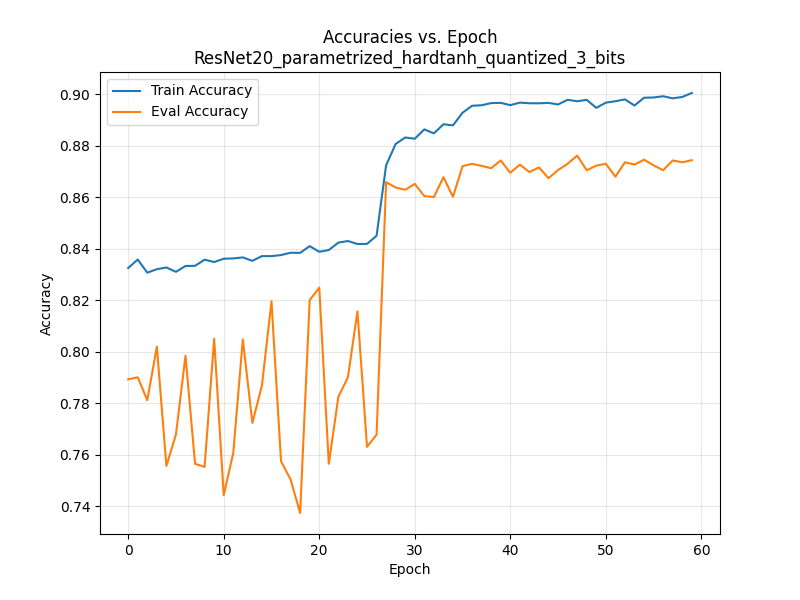 Accuracies vs. Epoch
ResNet20_parametrized_hardtanh_quantized_3_bits
Train Accuracy
Eval Accuracy
0.90
0.88
0.86
0.84
0.82
0.80
0.78
0.76
0.74
Accuracy
0 10 20 30 40 50 60
Epoch